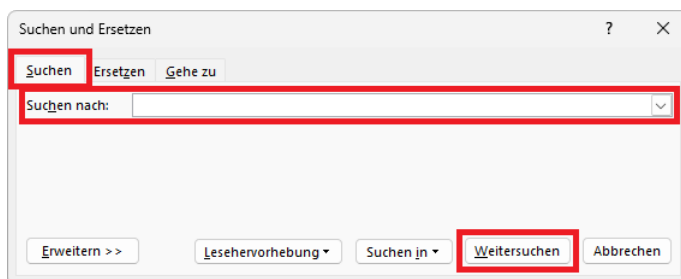 Suchen und Ersetzen ?
Suchen Ersetzen Gehe zu
Suchen nach:
Erweitern >> Lesehervorhebung Suchen in Weitersuchen Abbrechen